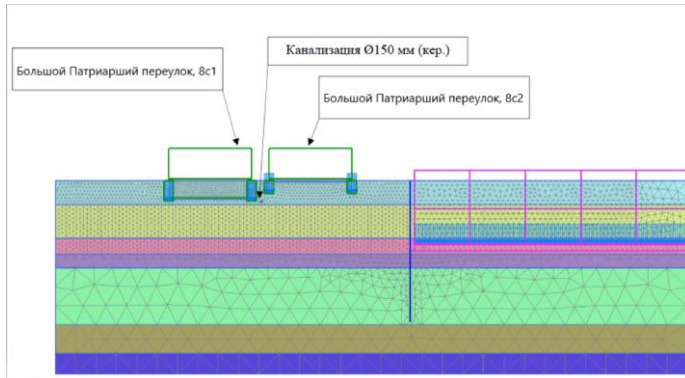 Канализация Ø150 мм (кер.)
Большой Патриарший переулок, 8с1
Большой Патриарший переулок, 8с2